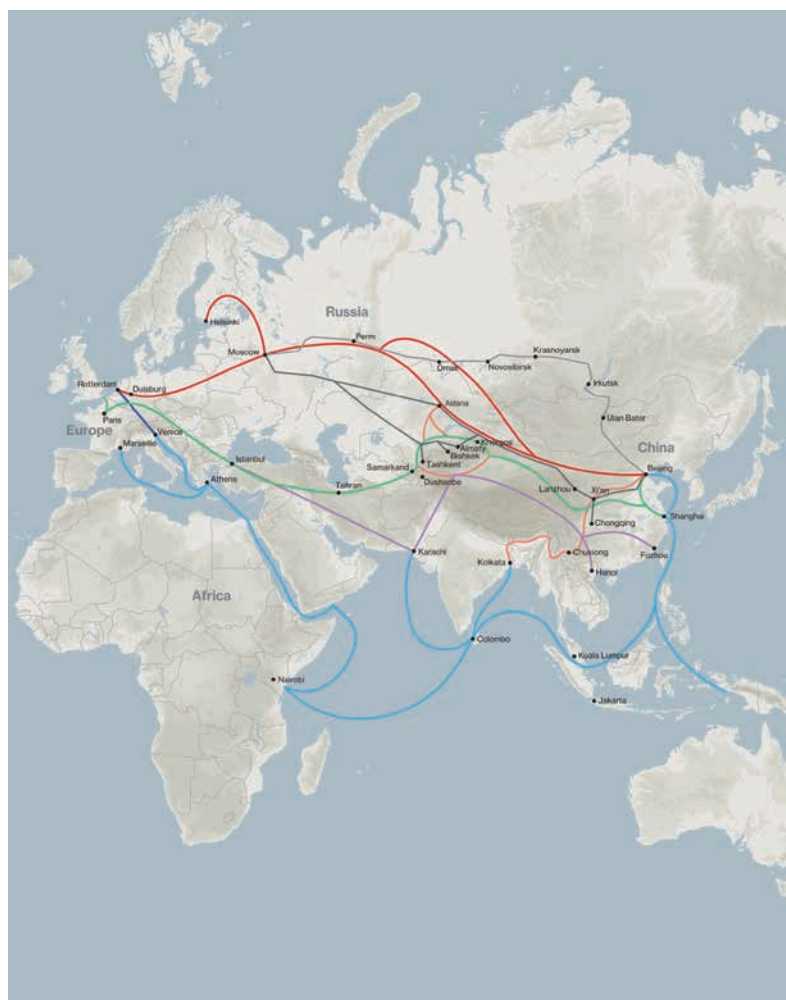 Russia
Helsinki
Moscow
Perm
Omsk
Novosibirsk
Krasnoyarsk
Irkutsk
Ulan Bator
Rotterdam
Duisburg
Paris
Europe
Venice
Marseille
Istanbul
Athens
Astana
Khorgos
Almaty
Bishkek
Samarkand
Tashkent
Dushanbe
Tehran
China
Beijing
Lanzhou
Xi'an
Shanghai
Chongqing
Karachi
Kolkata
Chuxiong
Fuzhou
Hanoi
Africa
Colombo
Kuala Lumpur
Nairobi
Jakarta